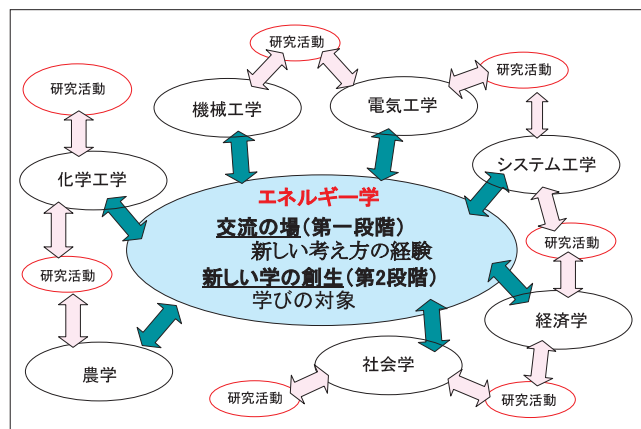 研究活動
研究活動
機械工学
電気工学
研究活動
研究活動
化学工学
システム工学
エネルギー学
交流の場(第一段階)
新しい考え方の経験
新しい学の創生(第2段階)
学びの対象
研究活動
研究活動
農学
経済学
社会学
研究活動
研究活動